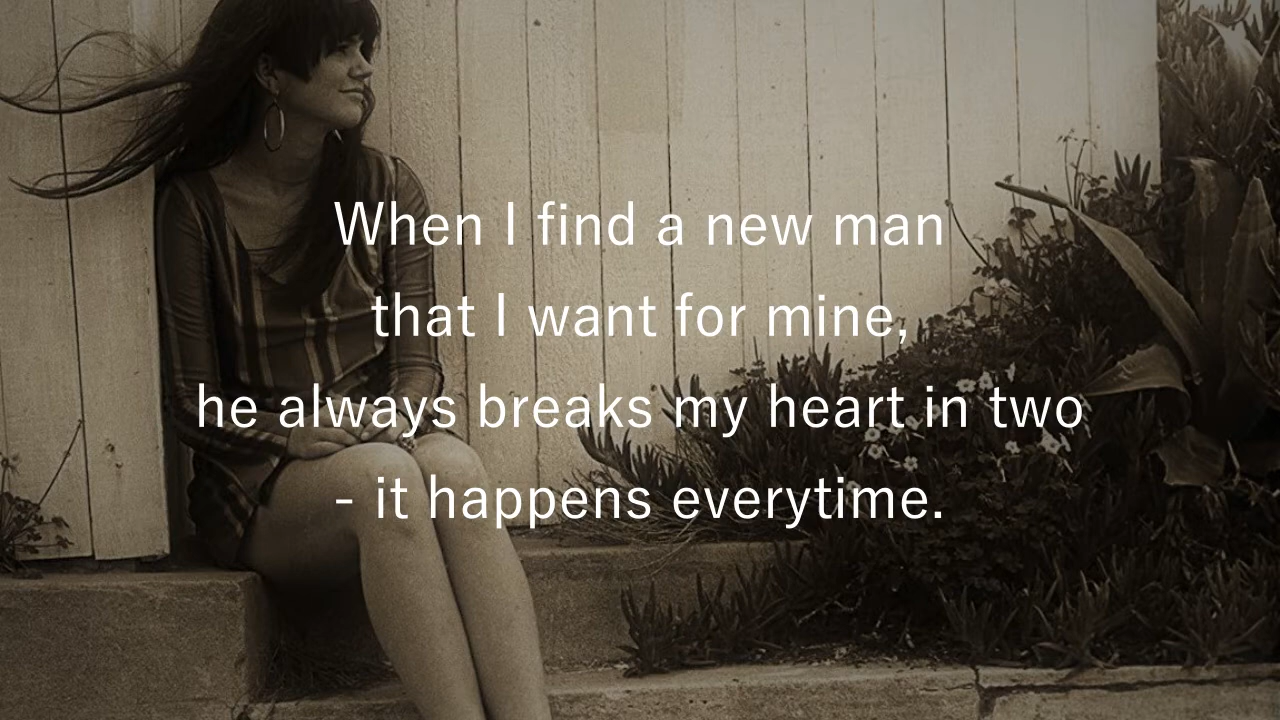 When I find a new man
that I want for mine,
he always breaks my heart in two
- it happens everytime.